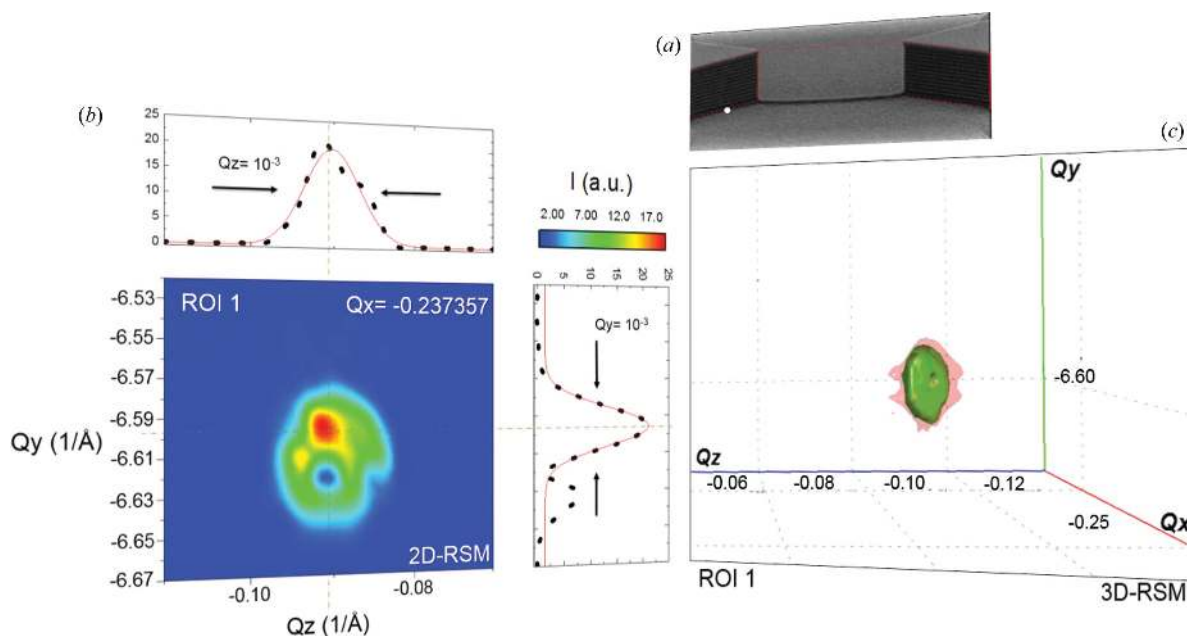 (a)
(b)
25
20
15
10
5
0
Qz= 10⁻³
I (a.u.)
2.00 7.00 12.0 17.0
0 5 10 15 20 25
Qy= 10⁻³
ROI 1 Qx= -0.237357
-6.53
-6.55
-6.57
-6.59
-6.61
-6.63
-6.65
-6.67
Qy (1/Å)
2D-RSM
-0.10 -0.08
Qz (1/Å)
(c)
Qy
-6.60
Qz
-0.06 -0.08 -0.10 -0.12
-0.25
Qx
ROI 1 3D-RSM